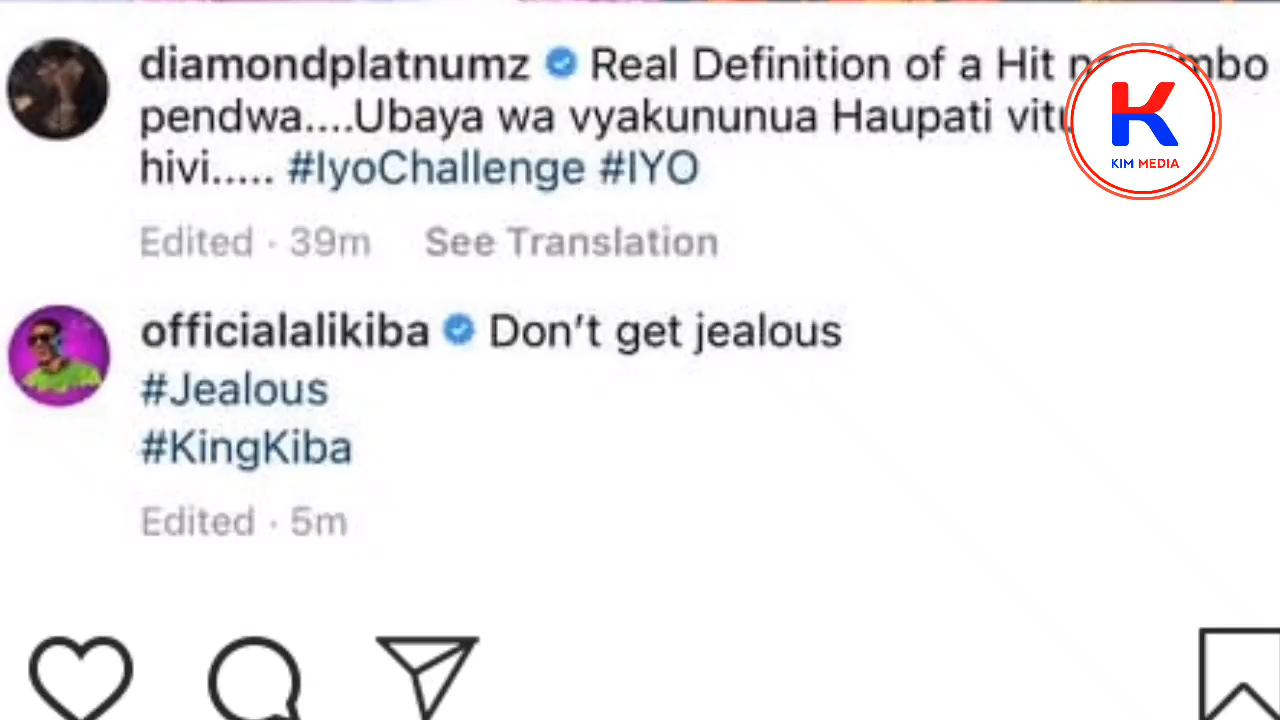 diamondplatnumz Real Definition of a Hit
pendwa....Ubaya wa vyakununua Haupati
hivi..... #IyoChallenge #IYO
Edited · 39m See Translation
K
KIM MEDIA
officialalikiba Don't get jealous
#Jealous
#KingKiba
Edited · 5m